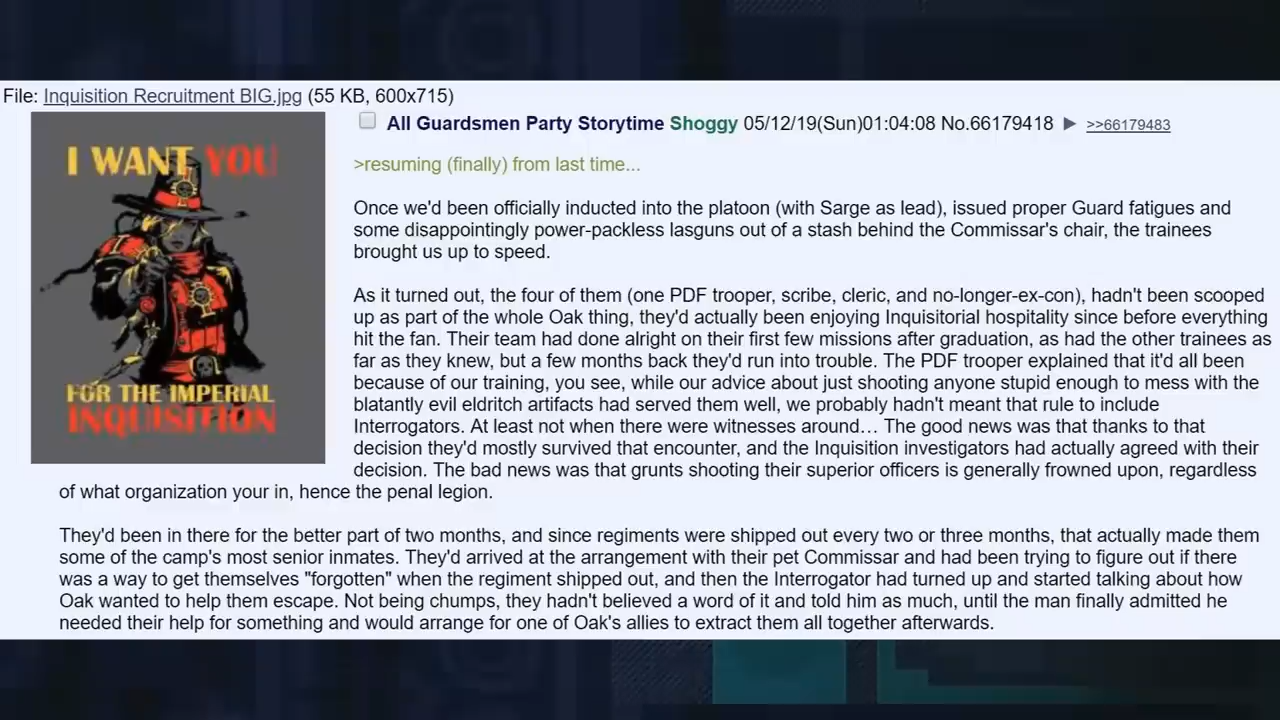 File: Inquisition Recruitment BIG.jpg (55 KB, 600x715)
I WANT YOU
FOR THE IMPERIAL
INQUISITION
All Guardsmen Party Storytime Shoggy 05/12/19(Sun)01:04:08 No.66179418 ▶ >>66179483
>resuming (finally) from last time...
Once we'd been officially inducted into the platoon (with Sarge as lead), issued proper Guard fatigues and
some disappointingly power-packless lasguns out of a stash behind the Commissar's chair, the trainees
brought us up to speed.
As it turned out, the four of them (one PDF trooper, scribe, cleric, and no-longer-ex-con), hadn't been scooped
up as part of the whole Oak thing, they'd actually been enjoying Inquisitorial hospitality since before everything
hit the fan. Their team had done alright on their first few missions after graduation, as had the other trainees as
far as they knew, but a few months back they'd run into trouble. The PDF trooper explained that it'd all been
because of our training, you see, while our advice about just shooting anyone stupid enough to mess with the
blatantly evil eldritch artifacts had served them well, we probably hadn't meant that rule to include
Interrogators. At least not when there were witnesses around… The good news was that thanks to that
decision they'd mostly survived that encounter, and the Inquisition investigators had actually agreed with their
decision. The bad news was that grunts shooting their superior officers is generally frowned upon, regardless
of what organization your in, hence the penal legion.
They'd been in there for the better part of two months, and since regiments were shipped out every two or three months, that actually made them
some of the camp's most senior inmates. They'd arrived at the arrangement with their pet Commissar and had been trying to figure out if there
was a way to get themselves "forgotten" when the regiment shipped out, and then the Interrogator had turned up and started talking about how
Oak wanted to help them escape. Not being chumps, they hadn't believed a word of it and told him as much, until the man finally admitted he
needed their help for something and would arrange for one of Oak's allies to extract them all together afterwards.